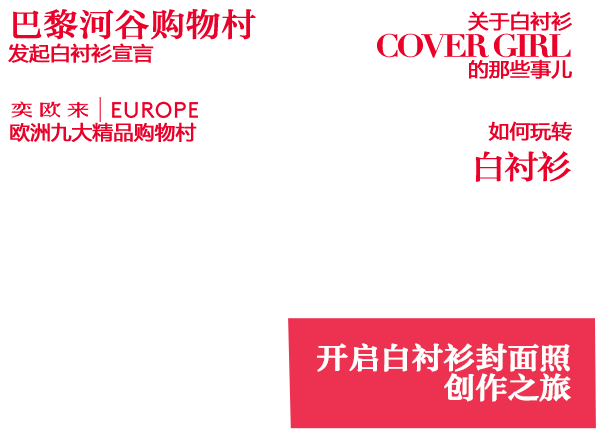 巴黎河谷购物村
发起白衬衫宣言
奕欧来 | EUROPE
欧洲九大精品购物村
关于白衬衫
COVER GIRL
的那些事儿
如何玩转
白衬衫
开启白衬衫封面照
创作之旅